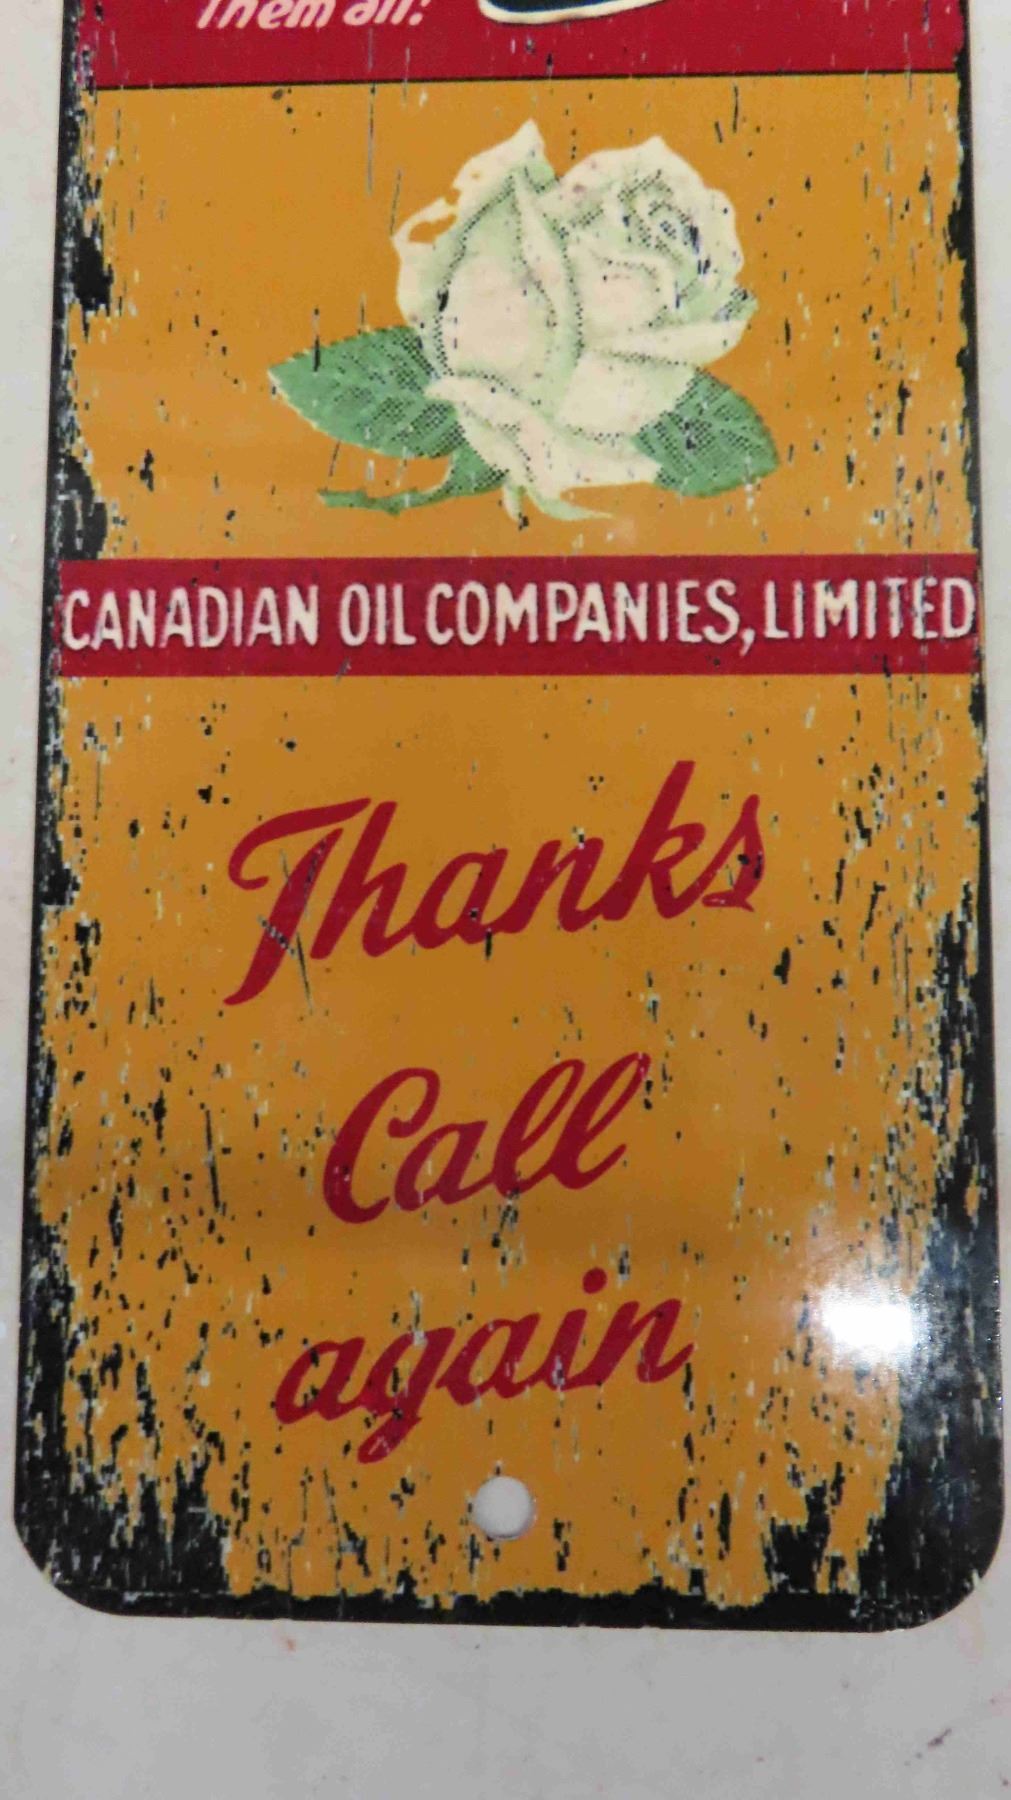 Them all!
CANADIAN OIL COMPANIES, LIMITED
Thanks
Call
again